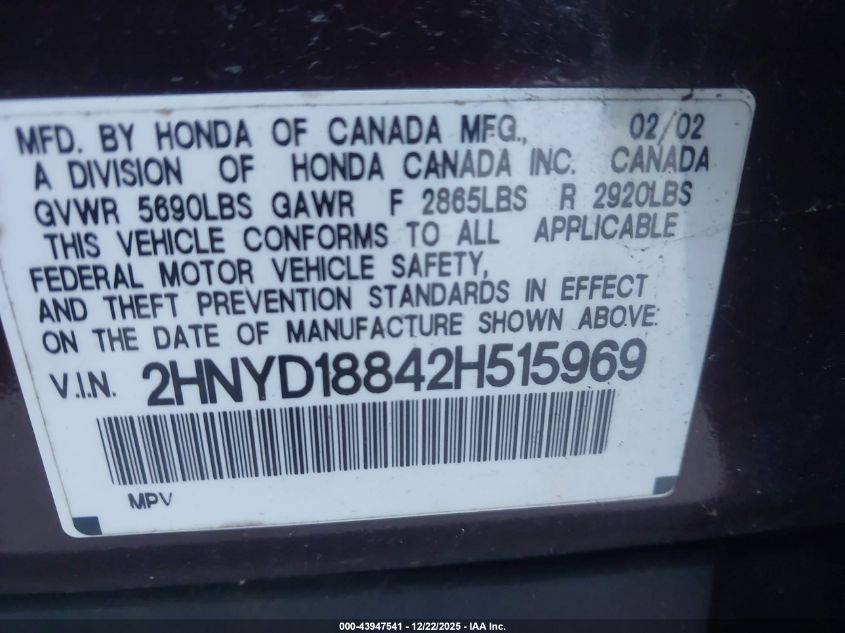 MFD. BY HONDA OF CANADA MFG., 02/02
A DIVISION OF HONDA CANADA INC. CANADA
GVWR 5690LBS GAWR F 2865LBS R 2920LBS
THIS VEHICLE CONFORMS TO ALL APPLICABLE
FEDERAL MOTOR VEHICLE SAFETY,
AND THEFT PREVENTION STANDARDS IN EFFECT
ON THE DATE OF MANUFACTURE SHOWN ABOVE:
V.I.N. 2HNYD18842H515969
MPV
000-43947541 - 12/22/2025 - IAA Inc.